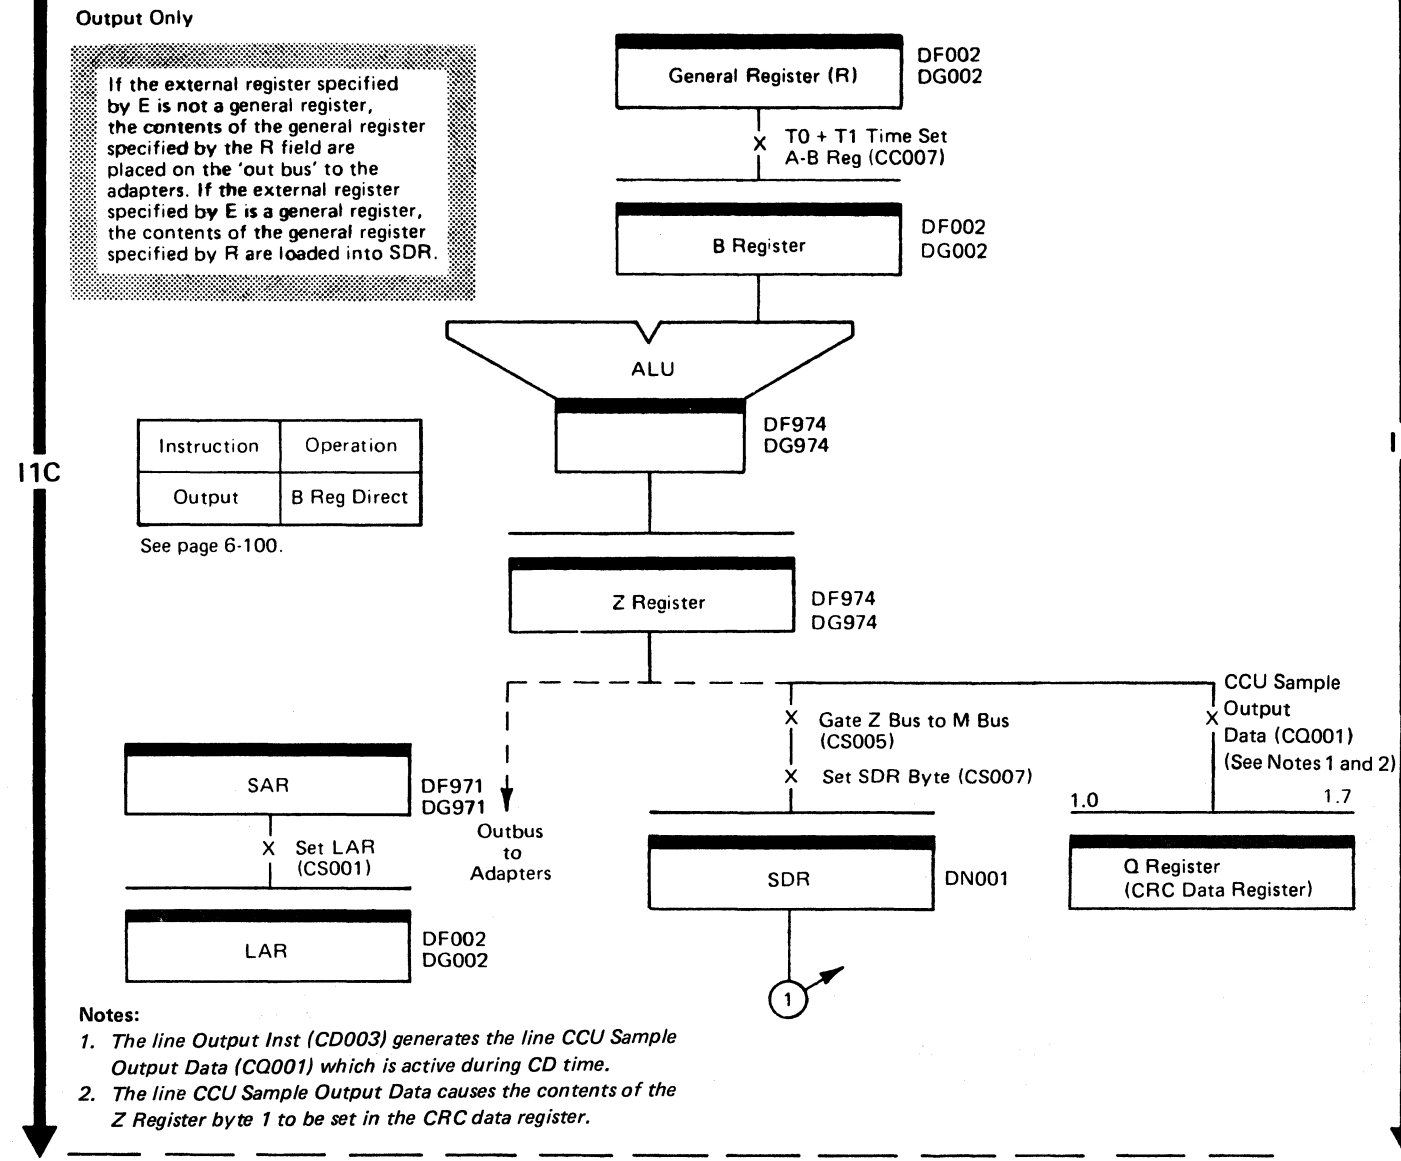 Output Only
If the external register specified
by E is not a general register,
the contents of the general register
specified by the R field are
placed on the 'out bus' to the
adapters. If the external register
specified by E is a general register,
the contents of the general register
specified by R are loaded into SDR.
General Register (R)
DF002
DG002
X
T0 + T1 Time Set
A-B Reg (CC007)
B Register
DF002
DG002
ALU
DF974
DG974
I1C
I
Instruction
Operation
Output
B Reg Direct
See page 6-100.
Z Register
DF974
DG974
X
Gate Z Bus to M Bus
(CS005)
X
Set SDR Byte (CS007)
X
CCU Sample
Output
Data (CQ001)
(See Notes 1 and 2)
SAR
DF971
DG971
Outbus
to
Adapters
X
Set LAR
(CS001)
LAR
DF002
DG002
SDR
DN001
1.0
1.7
Q Register
(CRC Data Register)
1
Notes:
1. The line Output Inst (CD003) generates the line CCU Sample
Output Data (CQ001) which is active during CD time.
2. The line CCU Sample Output Data causes the contents of the
Z Register byte 1 to be set in the CRC data register.